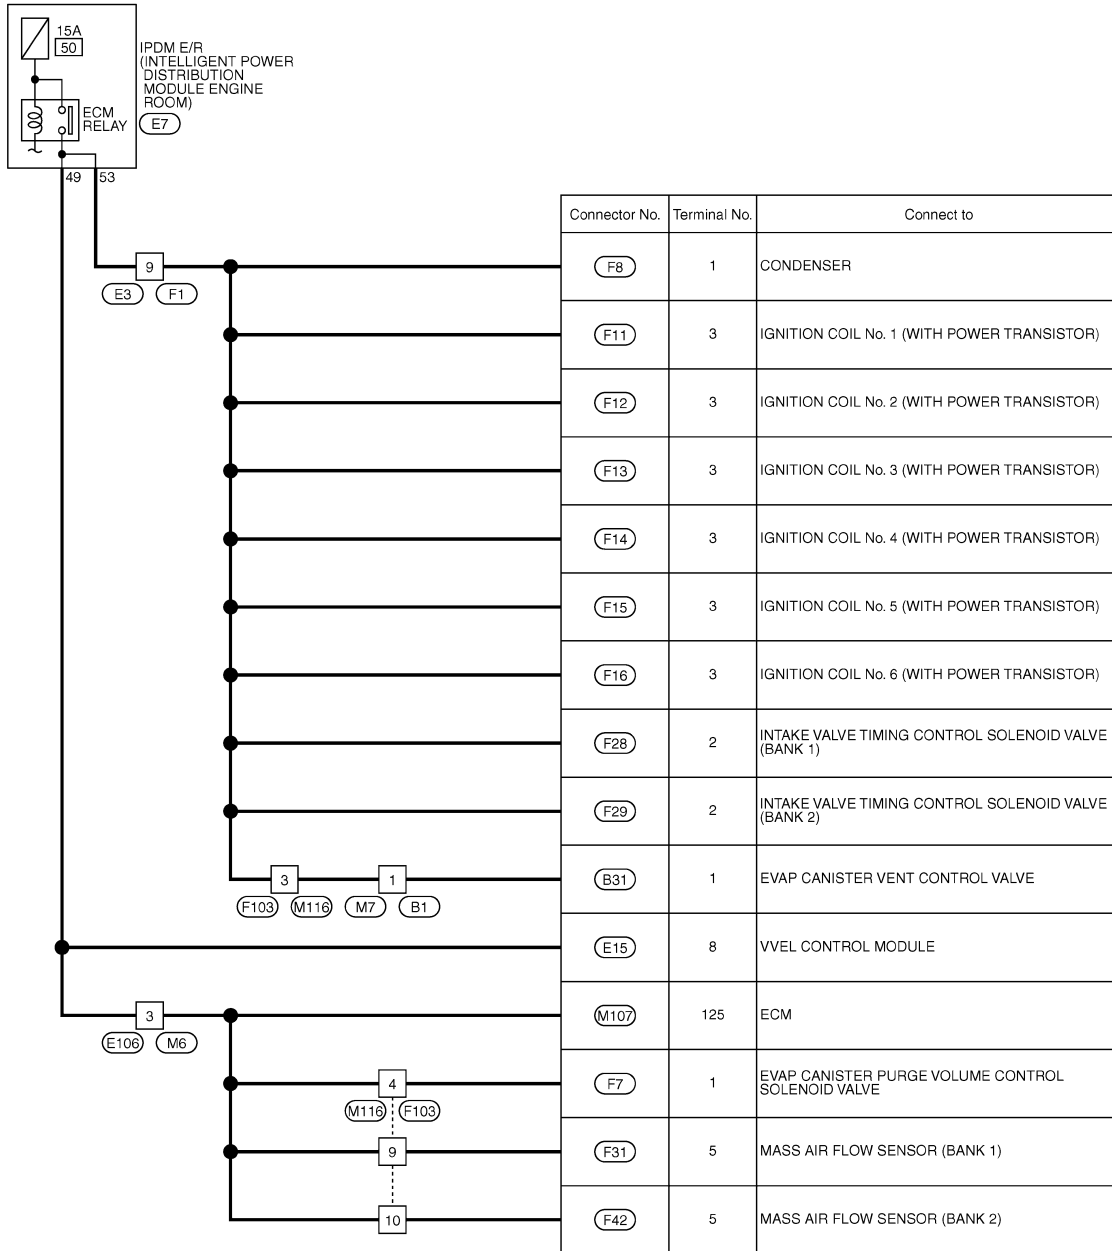 15A
50
IPDM E/R
(INTELLIGENT POWER
DISTRIBUTION
MODULE ENGINE
ROOM)
E7
ECM
RELAY
49 53
Connector No. Terminal No. Connect to
9
E3 F1
F8 1 CONDENSER
F11 3 IGNITION COIL No. 1 (WITH POWER TRANSISTOR)
F12 3 IGNITION COIL No. 2 (WITH POWER TRANSISTOR)
F13 3 IGNITION COIL No. 3 (WITH POWER TRANSISTOR)
F14 3 IGNITION COIL No. 4 (WITH POWER TRANSISTOR)
F15 3 IGNITION COIL No. 5 (WITH POWER TRANSISTOR)
F16 3 IGNITION COIL No. 6 (WITH POWER TRANSISTOR)
F28 2 INTAKE VALVE TIMING CONTROL SOLENOID VALVE
(BANK 1)
F29 2 INTAKE VALVE TIMING CONTROL SOLENOID VALVE
(BANK 2)
3 1
F103 M116 M7 B1
B31 1 EVAP CANISTER VENT CONTROL VALVE
E15 8 VVEL CONTROL MODULE
3
E106 M6
M107 125 ECM
4
M116 F103
F7 1 EVAP CANISTER PURGE VOLUME CONTROL
SOLENOID VALVE
9 F31 5 MASS AIR FLOW SENSOR (BANK 1)
10 F42 5 MASS AIR FLOW SENSOR (BANK 2)